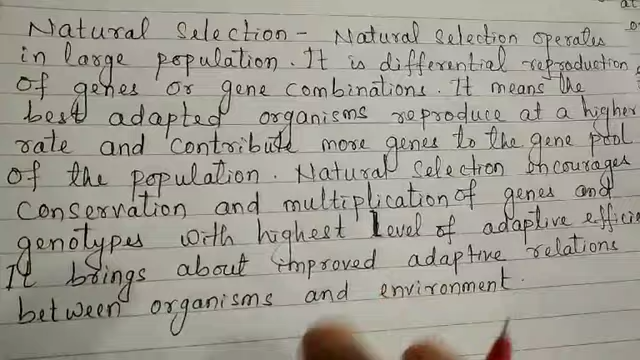 Natural Selection - Natural Selection operates
in large population. It is differential reproduction
of genes or gene combinations. It means the
best adapted organisms reproduce at a higher
rate and contribute more genes to the gene pool
of the population. Natural Selection encourages
Conservation and multiplication of genes and
genotypes with highest level of adaptive
It brings about improved adaptive relations
between organisms and environment.